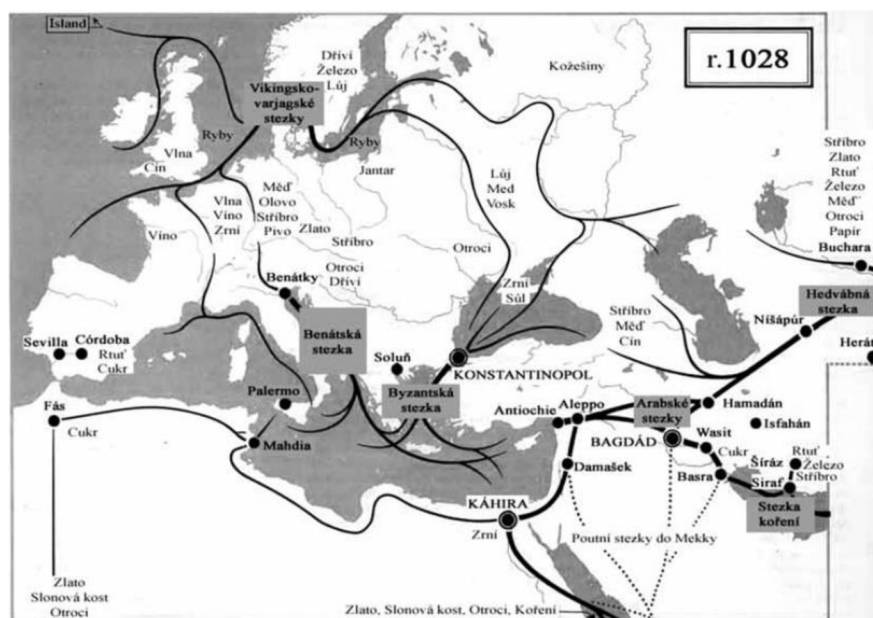 Island
r.1028
Dříví
Železo
Lůj
Kožešiny
Vikingsko-
varjagské
stezky
Ryby
Ryby
Vlna
Cín
Jantar
Lůj
Med
Vosk
Stříbro
Zlato
Rtuť
Železo
Měď
Otroci
Papír
Buchara
Měď
Olovo
Stříbro
Pivo
Vlna
Víno
Zrní
Víno
Zlato
Stříbro
Otroci
Otroci
Dříví
Benátky
Zrní
Sůl
Hedvábná
stezka
Benátská
stezka
Stříbro
Měď
Cín
Níšápúr
Herát
Sevilla
Córdoba
Rtuť
Cukr
Soluň
KONSTANTINOPOL
Palermo
Byzantská
stezka
Antiochie
Aleppo
Arabské
stezky
Hamadán
Fás
Cukr
Mahdia
BAGDÁD
Wasit
Isfahán
Cukr
Šíráz
Rtuť
Železo
Stříbro
Damašek
Basra
Siraf
KÁHIRA
Zrní
Stezka
koření
Poutní stezky do Mekky
Zlato
Slonová kost
Otroci
Zlato, Slonová kost, Otroci, Koření